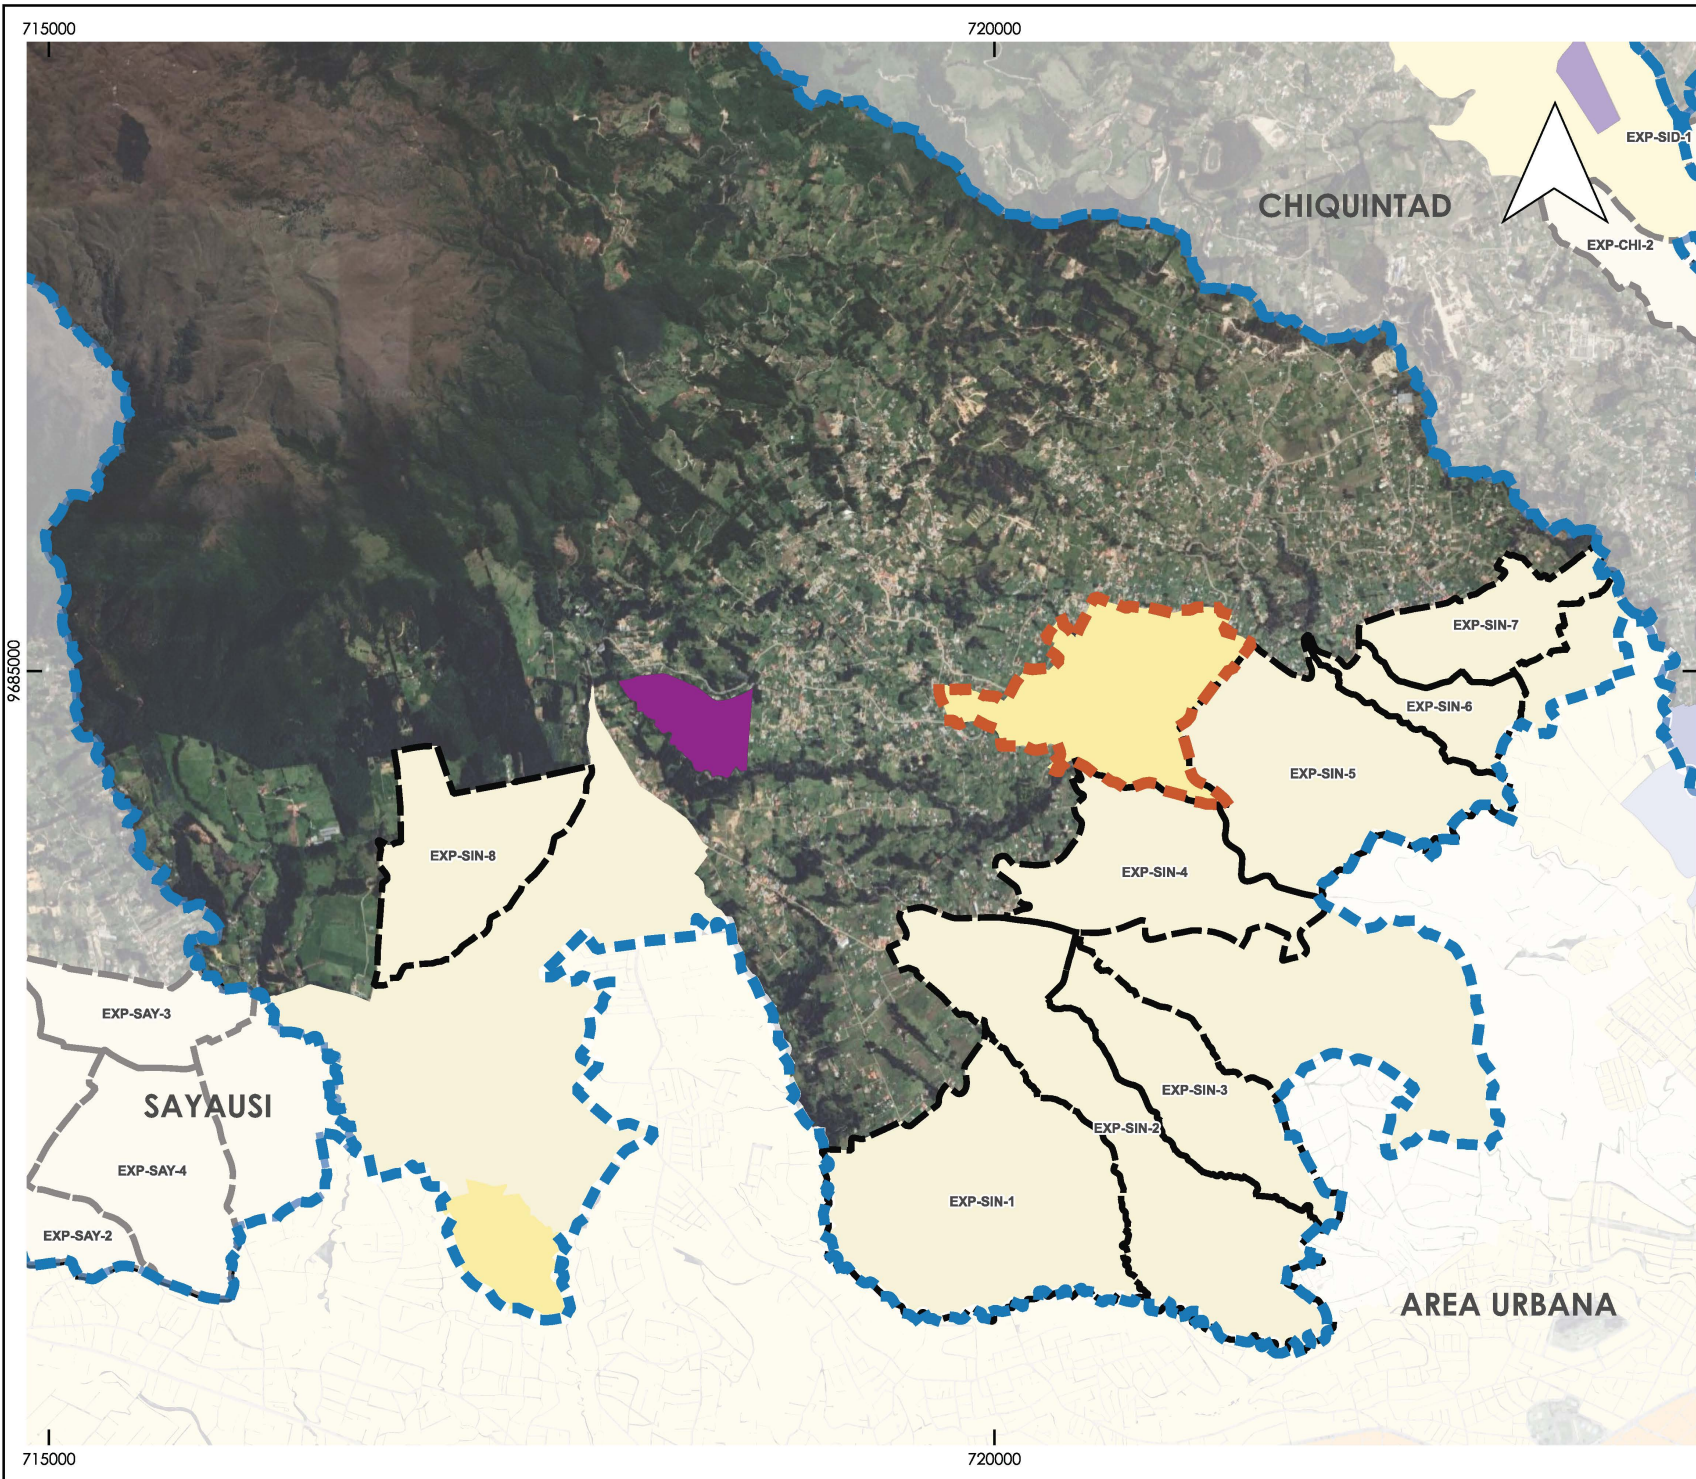 715000
720000
EXP-SID-1
CHIQUINTAD
EXP-CHI-2
EXP-SIN-7
9685000
EXP-SIN-6
EXP-SIN-5
EXP-SIN-8
EXP-SIN-4
EXP-SAY-3
EXP-SIN-3
SAYAUSI
EXP-SIN-2
EXP-SAY-4
EXP-SIN-1
EXP-SAY-2
AREA URBANA
715000
720000